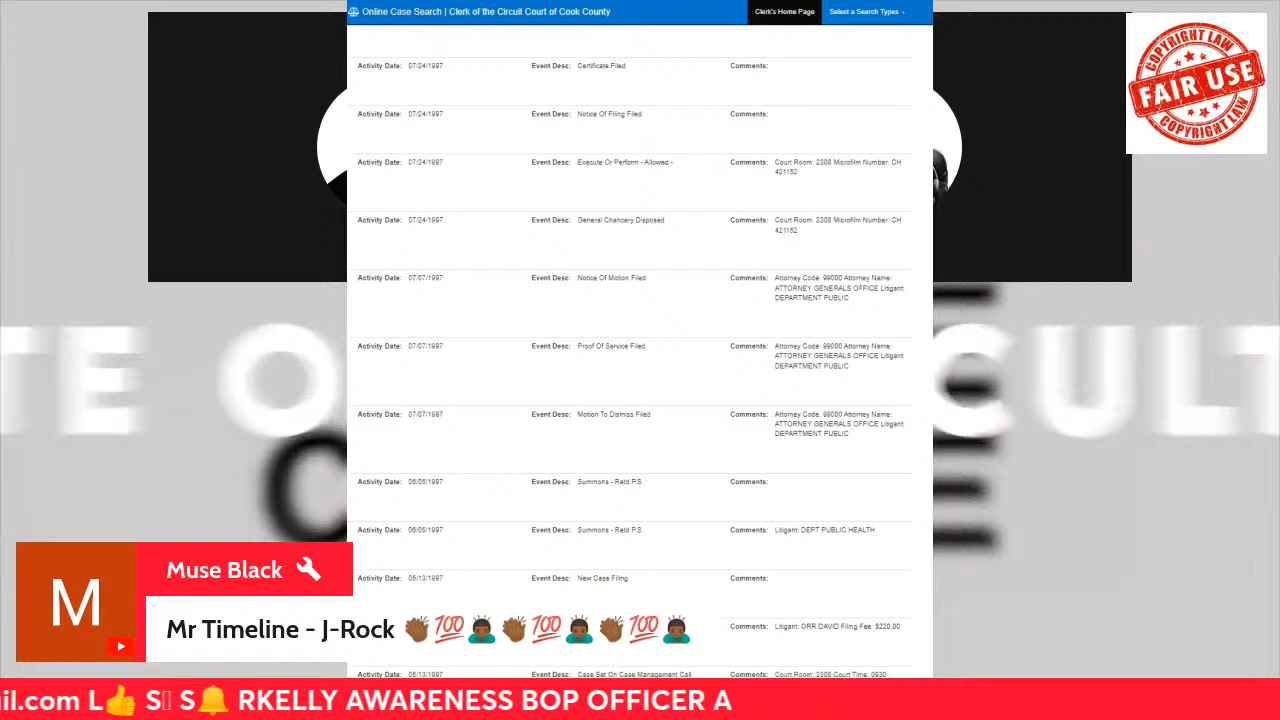 Online Case Search | Clerk of the Circuit Court of Cook County
Clerk's Home Page
Select a Search Types
COPYRIGHT LAW
FAIR USE
COPYRIGHT LAW
Activity Date: 07/24/1997 Event Desc: Certificate Filed Comments:
Activity Date: 07/24/1997 Event Desc: Notice Of Filing Filed Comments:
Activity Date: 07/24/1997 Event Desc: Execute Or Perform - Allowed - Comments: Court Room: 2308 Microfilm Number: CH
421152
Activity Date: 07/24/1997 Event Desc: General Chancery Disposed Comments: Court Room: 2308 Microfilm Number: CH
421152
Activity Date: 07/07/1997 Event Desc: Notice Of Motion Filed Comments: Attorney Code: 99000 Attorney Name:
ATTORNEY GENERALS OFFICE Litigant:
DEPARTMENT PUBLIC
Activity Date: 07/07/1997 Event Desc: Proof Of Service Filed Comments: Attorney Code: 99000 Attorney Name:
ATTORNEY GENERALS OFFICE Litigant:
DEPARTMENT PUBLIC
Activity Date: 07/07/1997 Event Desc: Motion To Dismiss Filed Comments: Attorney Code: 99000 Attorney Name:
ATTORNEY GENERALS OFFICE Litigant:
DEPARTMENT PUBLIC
Activity Date: 06/05/1997 Event Desc: Summons - Retd P.S. Comments:
Activity Date: 06/05/1997 Event Desc: Summons - Retd P.S. Comments: Litigant: DEPT PUBLIC HEALTH
Activity Date: 05/13/1997 Event Desc: New Case Filing Comments:
Comments: Litigant: ORR DAVID Filing Fee: $220.00
Activity Date: 05/13/1997 Event Desc: Case Set On Case Management Call Comments: Court Room: 2308 Court Time: 0930
TE O
CULT
M
Muse Black
Mr Timeline - J-Rock 👏🏾💯🙇🏾‍♂️👏🏾💯🙇🏾‍♂️👏🏾💯🙇🏾‍♂️
il.com L👍 S S🔔 RKELLY AWARENESS BOP OFFICER A